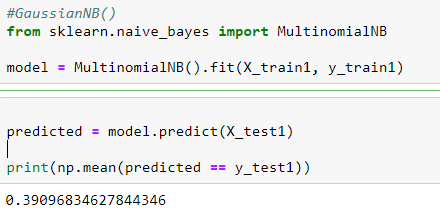 #GaussianNB()
from sklearn.naive_bayes import MultinomialNB
model = MultinomialNB().fit(X_train1, y_train1)
predicted = model.predict(X_test1)
print(np.mean(predicted == y_test1))
0.39096834627844346